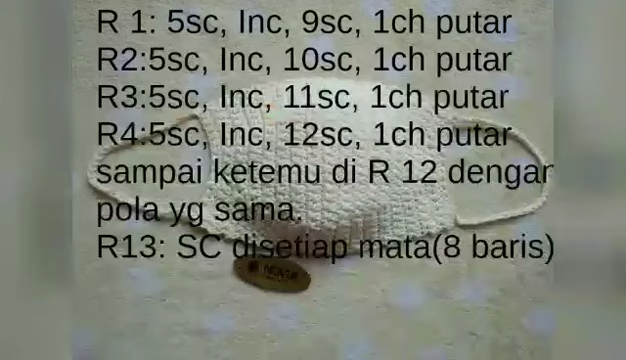 R 1: 5sc, Inc, 9sc, 1ch putar
R2:5sc, Inc, 10sc, 1ch putar
R3:5sc, Inc, 11sc, 1ch putar
R4:5sc, Inc, 12sc, 1ch putar
sampai ketemu di R 12 dengan
pola yg sama.
R13: SC disetiap mata(8 baris)